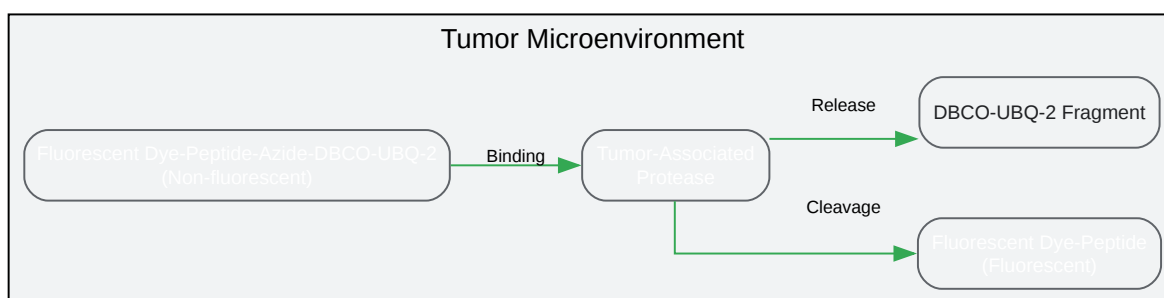 Tumor Microenvironment
Release
DBCO-UBQ-2 Fragment
Fluorescent Dye-Peptide-Azide-DBCO-UBQ-2
(Non-fluorescent)
Binding
Tumor-Associated
Protease
Cleavage
Fluorescent Dye-Peptide
(Fluorescent)